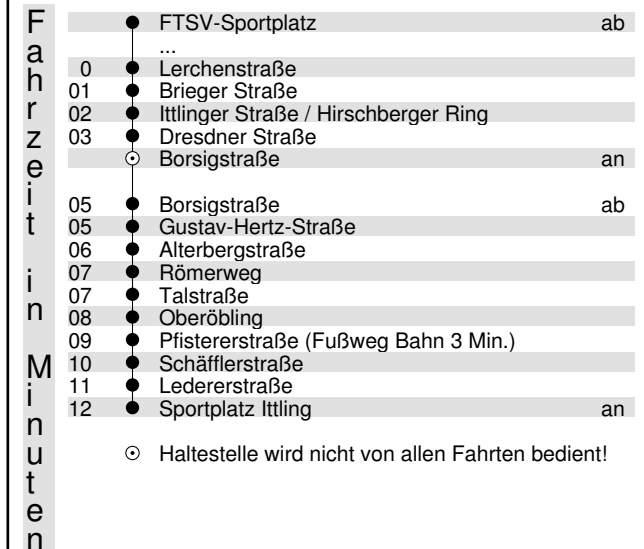 Fahrzeit in Minuten
FTSV-Sportplatz ab
...
0 Lerchenstraße
01 Brieger Straße
02 Ittlinger Straße / Hirschberger Ring
03 Dresdner Straße
Borsigstraße an
05 Borsigstraße ab
05 Gustav-Hertz-Straße
06 Alterbergstraße
07 Römerweg
07 Talstraße
08 Oberöbling
09 Pfistererstraße (Fußweg Bahn 3 Min.)
10 Schäfflerstraße
11 Ledererstraße
12 Sportplatz Ittling an
Haltestelle wird nicht von allen Fahrten bedient!